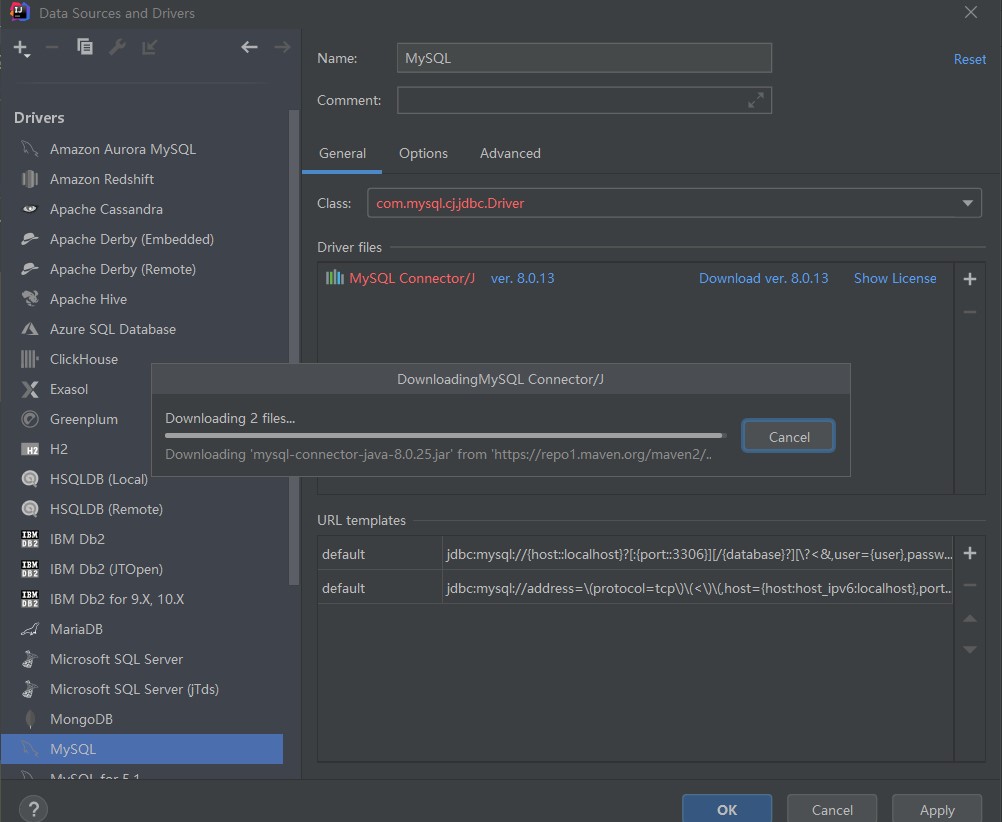 Data Sources and Drivers
Name: MySQL
Reset
Comment:
General Options Advanced
Class: com.mysql.cj.jdbc.Driver
Driver files
MySQL Connector/J ver. 8.0.13 Download ver. 8.0.13 Show License
Drivers
Amazon Aurora MySQL
Amazon Redshift
Apache Cassandra
Apache Derby (Embedded)
Apache Derby (Remote)
Apache Hive
Azure SQL Database
ClickHouse
Exasol
Greenplum
H2
HSQLDB (Local)
HSQLDB (Remote)
IBM Db2
IBM Db2 (JTOpen)
IBM Db2 for 9.X, 10.X
MariaDB
Microsoft SQL Server
Microsoft SQL Server (jTds)
MongoDB
MySQL
MySQL for 5.1
DownloadingMySQL Connector/J
Downloading 2 files...
Cancel
Downloading 'mysql-connector-java-8.0.25.jar' from 'https://repo1.maven.org/maven2/..
URL templates
default jdbc:mysql://{host::localhost}?[:{port::3306}][/{database}?][\?<&,user={user},passw...
default jdbc:mysql://address=\(protocol=tcp\)\(<\)\(,host={host:host_ipv6:localhost},port...
?
OK Cancel Apply